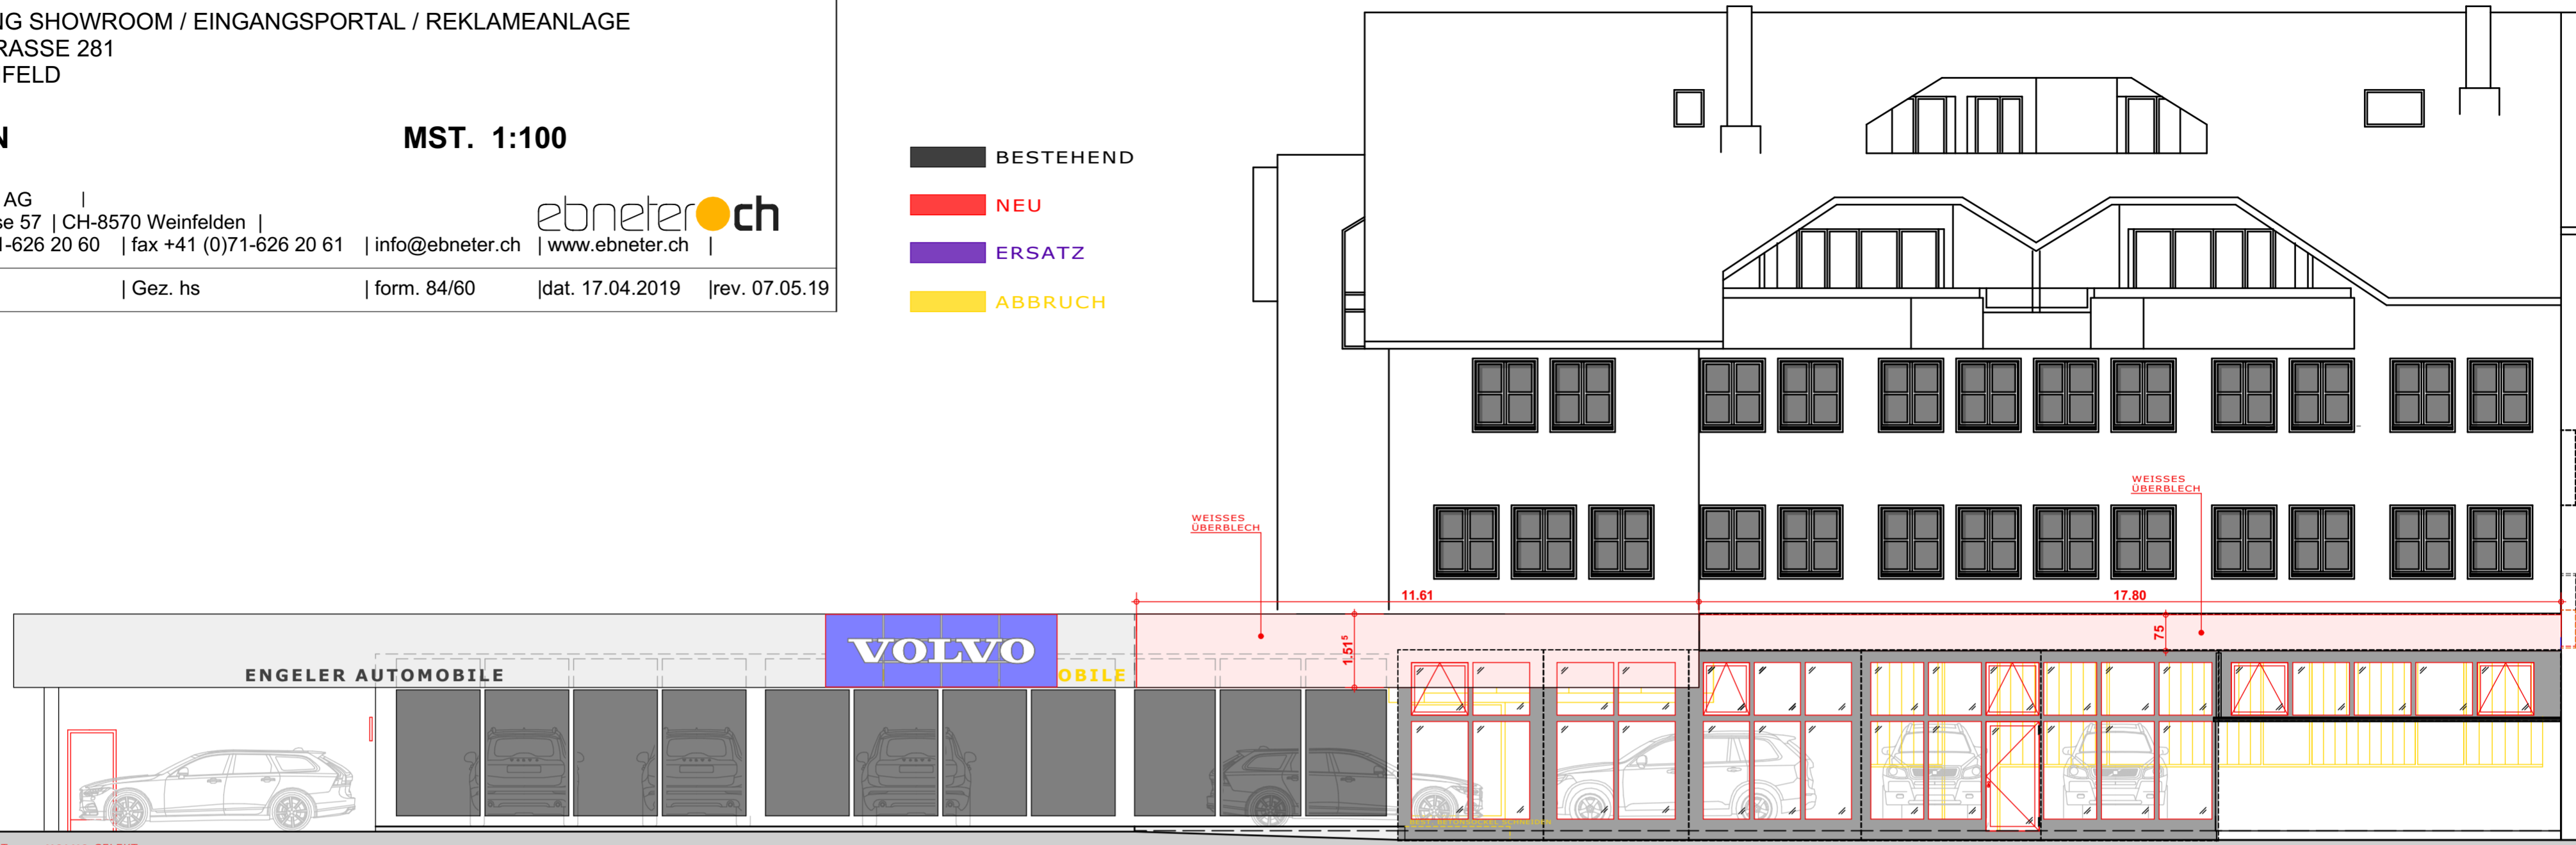 NG SHOWROOM / EINGANGSPORTAL / REKLAMEANLAGE
RASSE 281
FELD
N MST. 1:100
AG |
se 57 | CH-8570 Weinfelden |
1-626 20 60 | fax +41 (0)71-626 20 61 | info@ebneter.ch | www.ebneter.ch |
ebneter ch
| Gez. hs | form. 84/60 |dat. 17.04.2019 |rev. 07.05.19
BESTEHEND
NEU
ERSATZ
ABBRUCH
WEISSES
ÜBERBLECH
WEISSES
ÜBERBLECH
11.61
17.80
1.51⁵
75
VOLVO
ENGELER AUTOMOBILE
OBILE